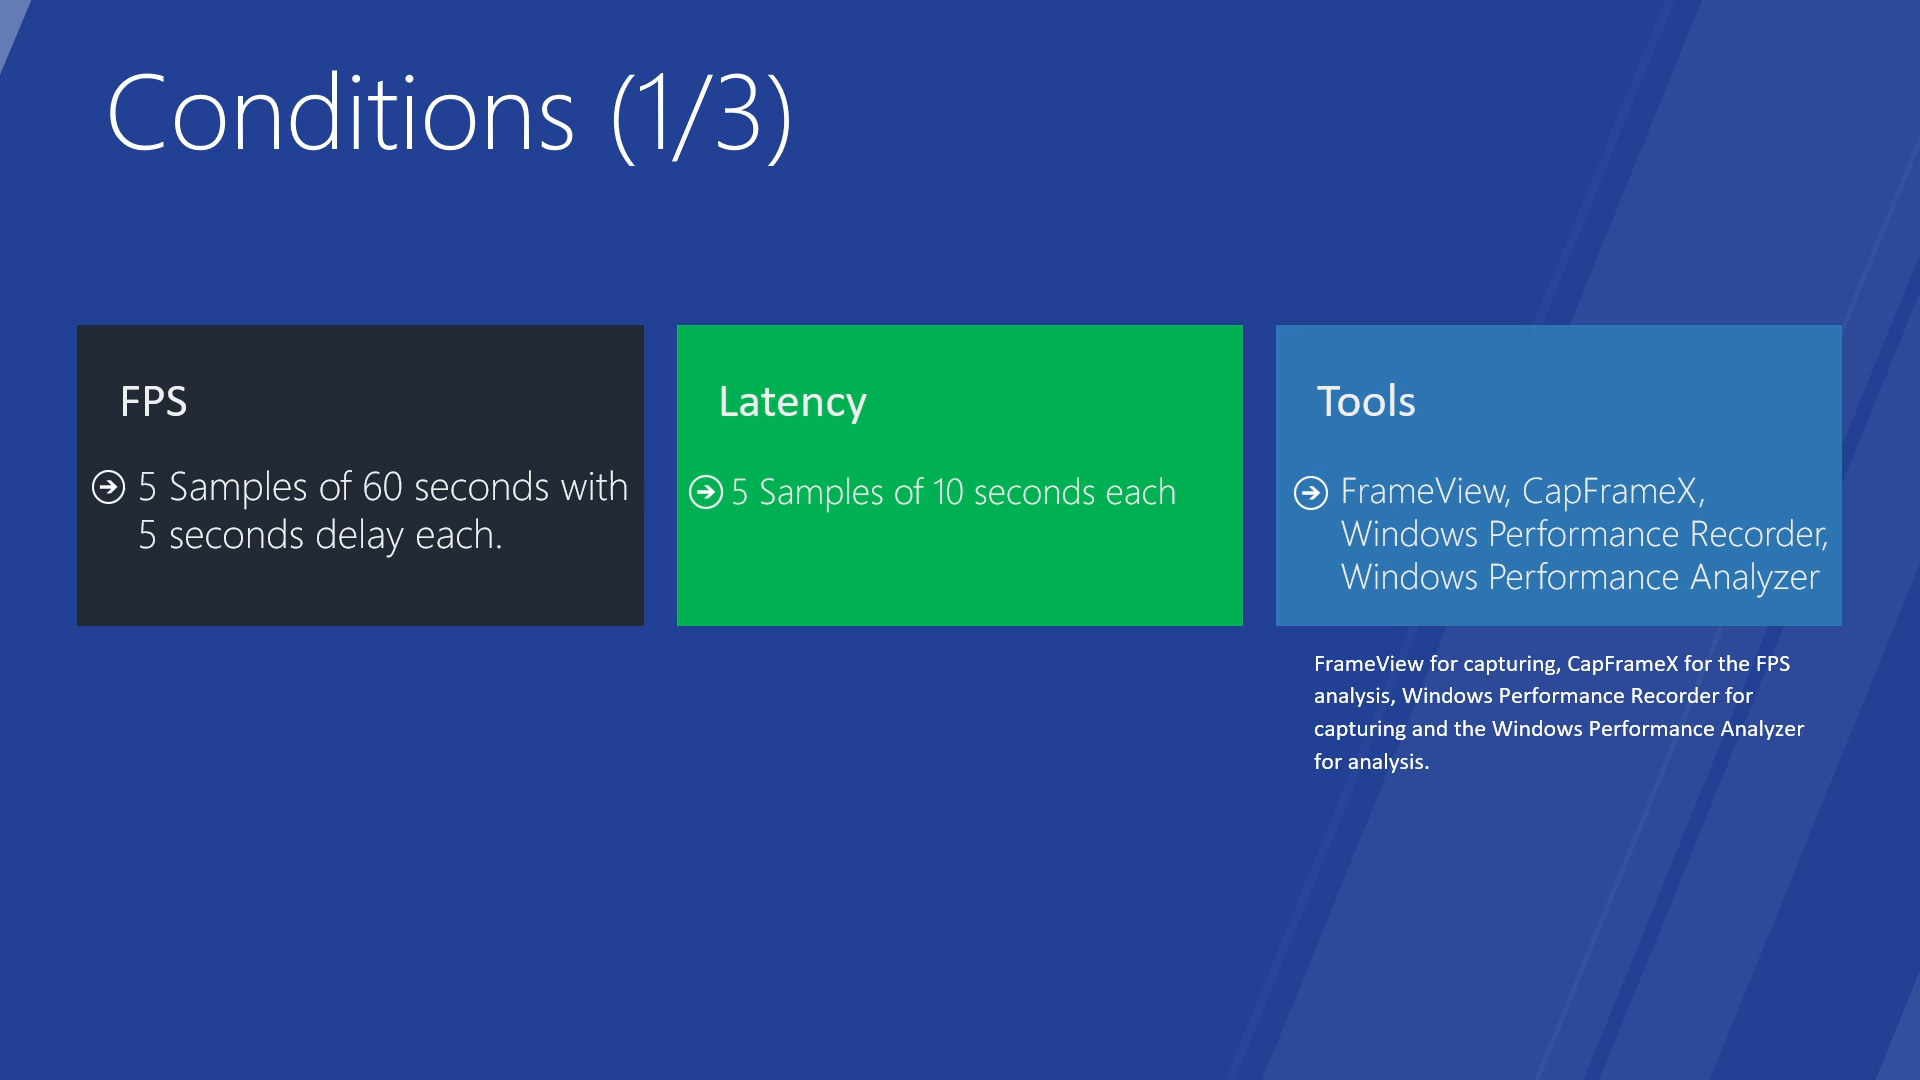 Conditions (1/3)
FPS
5 Samples of 60 seconds with
5 seconds delay each.
Latency
5 Samples of 10 seconds each
Tools
FrameView, CapFrameX,
Windows Performance Recorder,
Windows Performance Analyzer
FrameView for capturing, CapFrameX for the FPS
analysis, Windows Performance Recorder for
capturing and the Windows Performance Analyzer
for analysis.